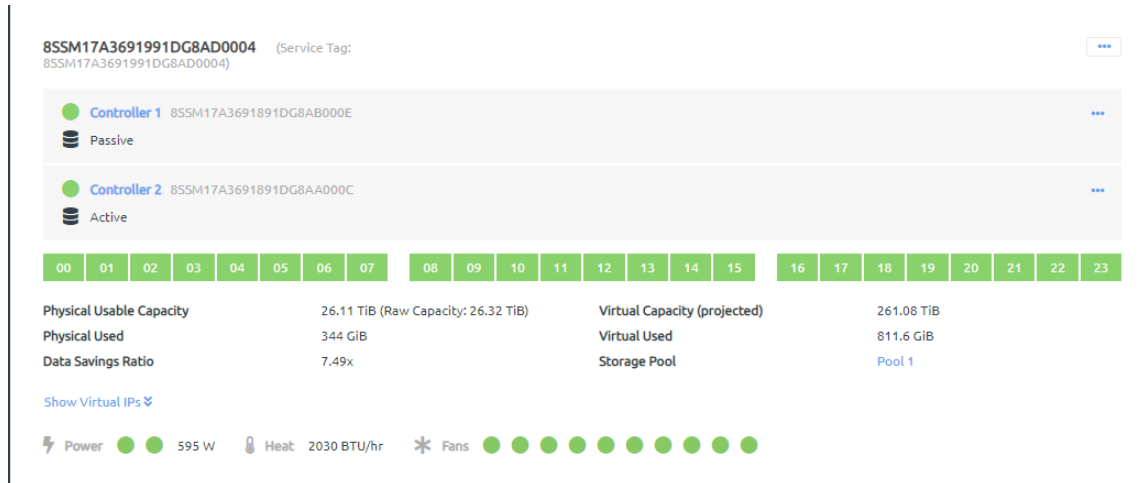 8SSM17A3691991DG8AD0004 (Service Tag:
8SSM17A3691991DG8AD0004)
Controller 1 8SSM17A3691891DG8AB000E
Passive
Controller 2 8SSM17A3691891DG8AA000C
Active
00 01 02 03 04 05 06 07 08 09 10 11 12 13 14 15 16 17 18 19 20 21 22 23
Physical Usable Capacity 26.11 TiB (Raw Capacity: 26.32 TiB) Virtual Capacity (projected) 261.08 TiB
Physical Used 344 GiB Virtual Used 811.6 GiB
Data Savings Ratio 7.49x Storage Pool Pool 1
Show Virtual IPs
Power 595 W Heat 2030 BTU/hr Fans